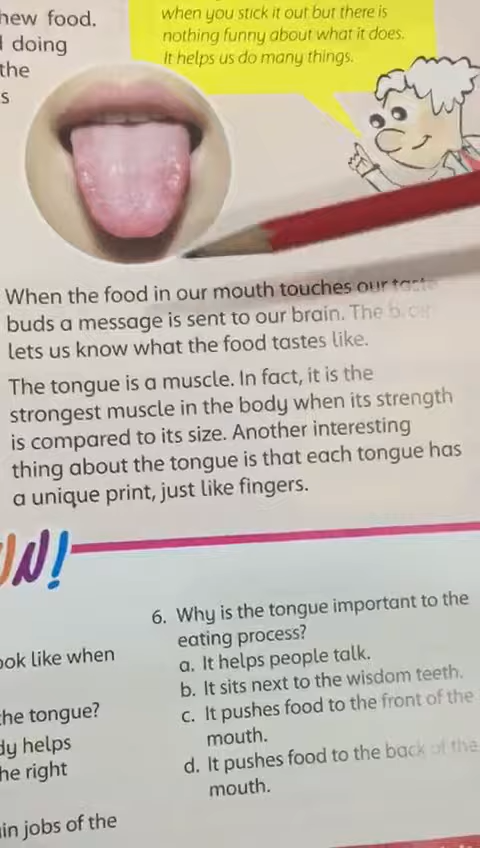 hew food.
doing
the
s
when you stick it out but there is
nothing funny about what it does.
It helps us do many things.
When the food in our mouth touches our taste
buds a message is sent to our brain. The brain
lets us know what the food tastes like.
The tongue is a muscle. In fact, it is the
strongest muscle in the body when its strength
is compared to its size. Another interesting
thing about the tongue is that each tongue has
a unique print, just like fingers.
UN!
ook like when
the tongue?
dy helps
he right
in jobs of the
6. Why is the tongue important to the
eating process?
a. It helps people talk.
b. It sits next to the wisdom teeth.
c. It pushes food to the front of the
mouth.
d. It pushes food to the back of the
mouth.